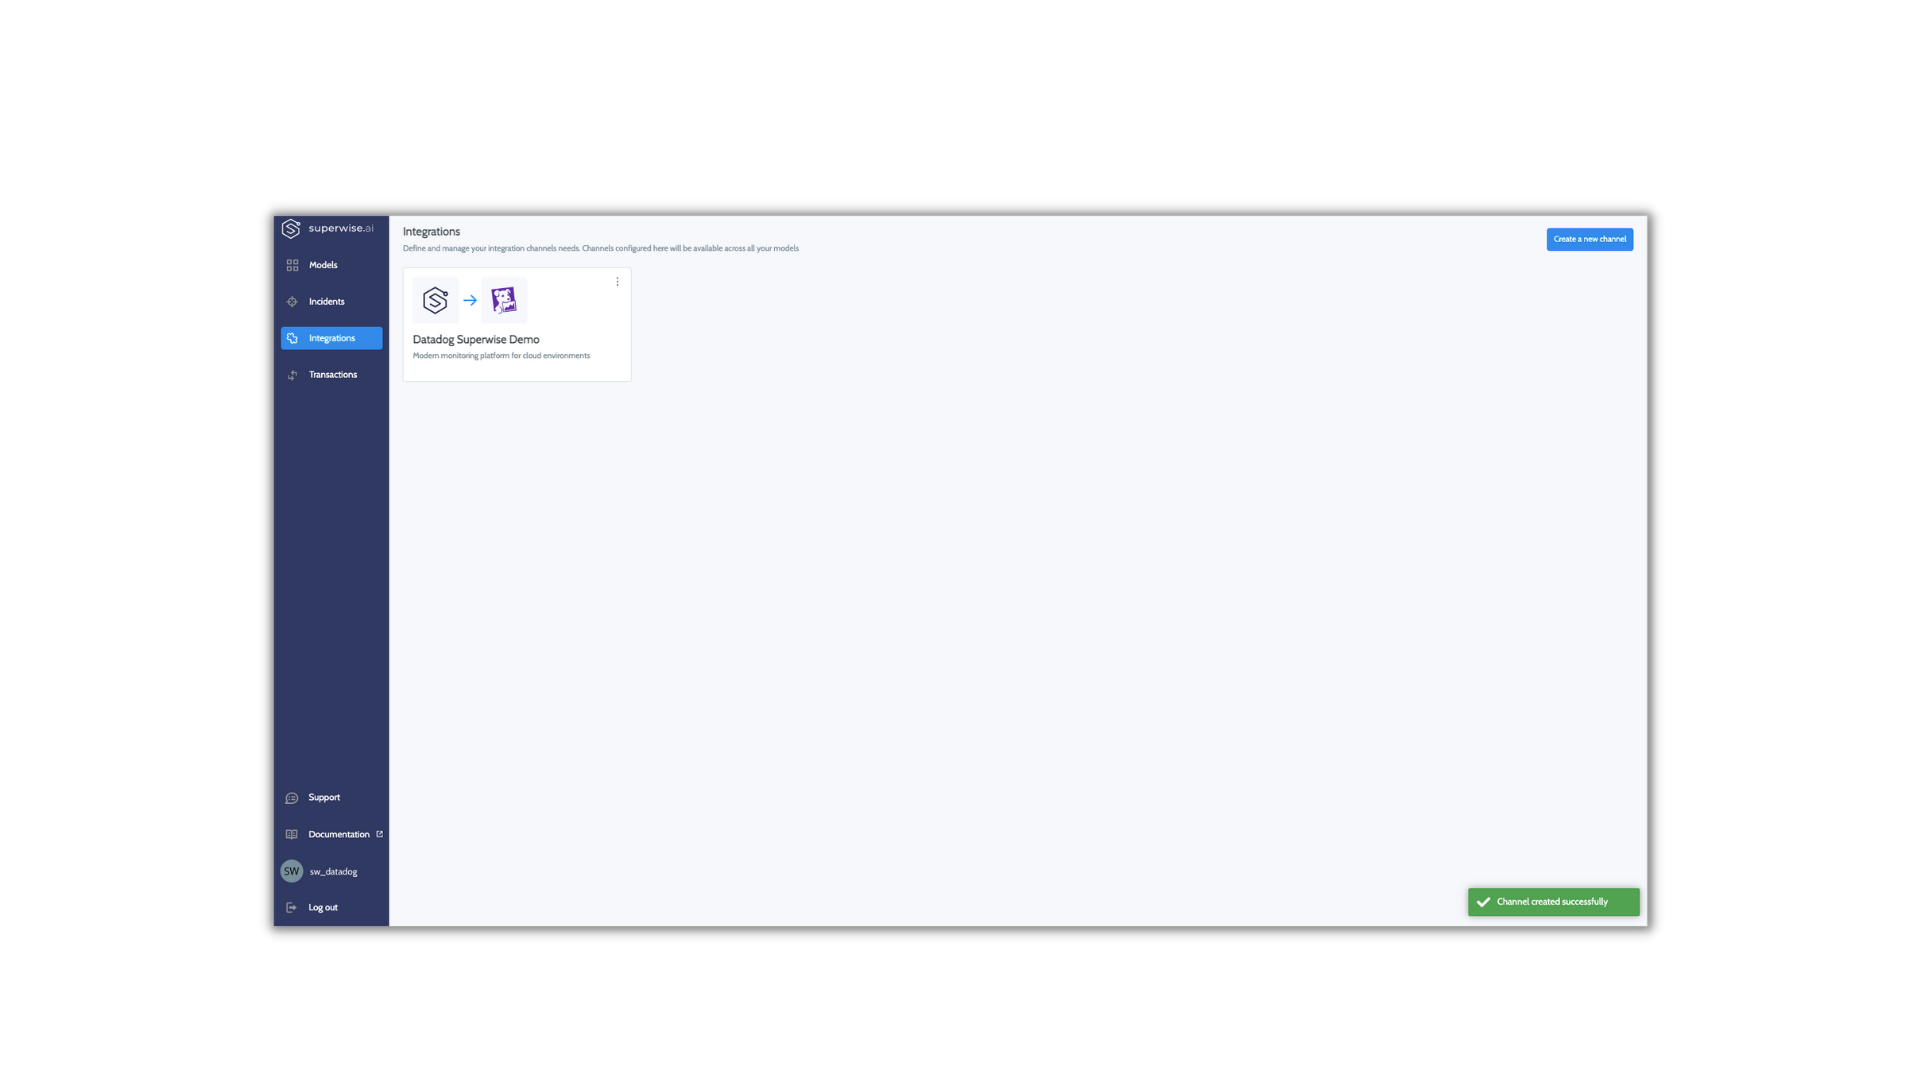 superwise.ai
Models
Incidents
Integrations
Transactions
Support
Documentation
SW sw_datadog
Log out
Integrations
Define and manage your integration channels needs. Channels configured here will be available across all your models
Create a new channel
Datadog Superwise Demo
Modern monitoring platform for cloud environments
Channel created successfully